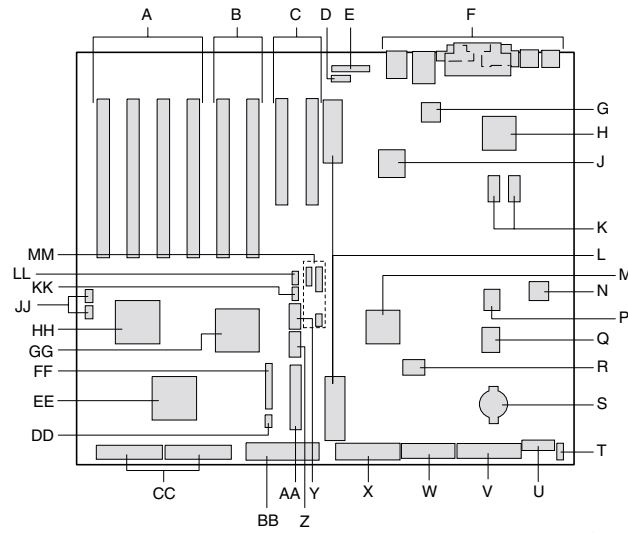 A B C D E F
G
H
J
K
MM L
LL M
KK
JJ N
P
HH
GG Q
FF R
EE S
DD
T
CC AA Y X W V U
BB Z